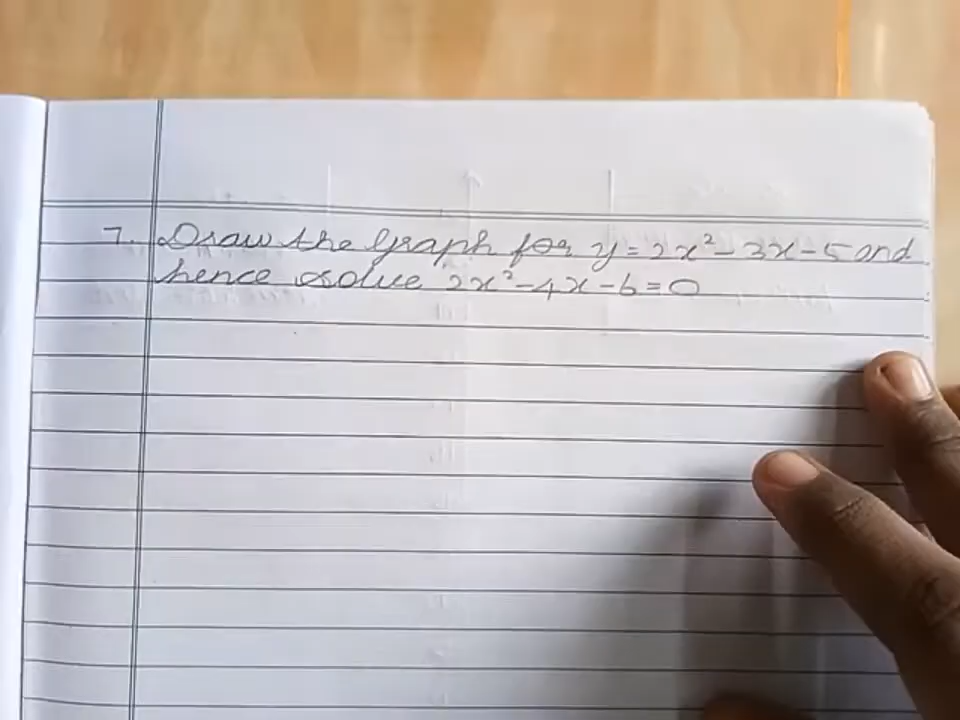 7. Draw the Graph for y = 2x² - 3x - 5 and
hence solve 2x² - 4x - 6 = 0